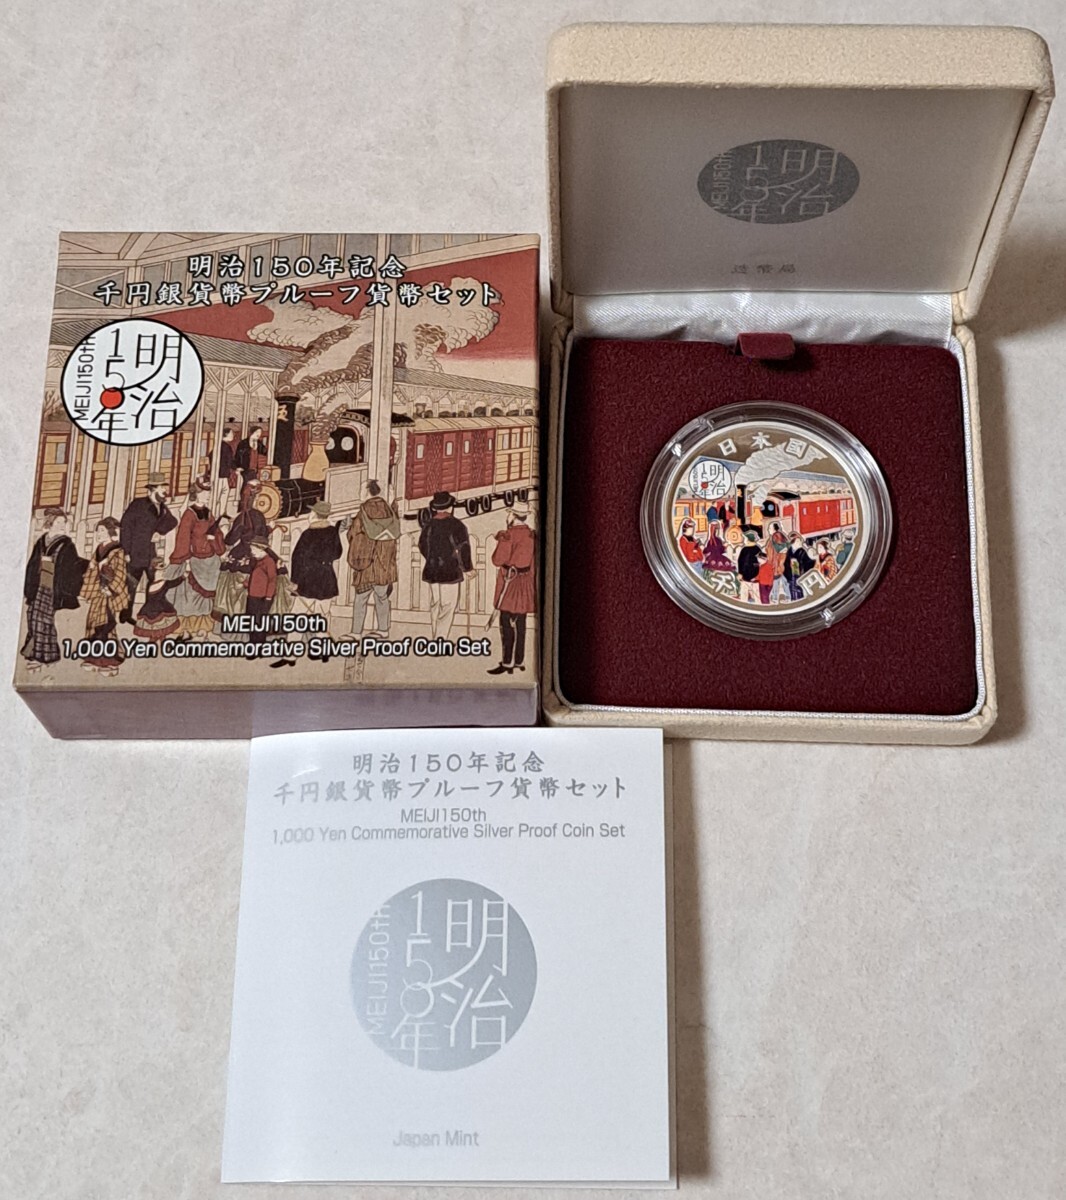 明治150年記念
千円銀貨幣プルーフ貨幣セット
明治
150年
MEIJI150th
MEIJI150th
1,000 Yen Commemorative Silver Proof Coin Set
明治
150年
MEIJI150th
造幣局
日本国
明治
150年
千円
明治150年記念
千円銀貨幣プルーフ貨幣セット
MEIJI150th
1,000 Yen Commemorative Silver Proof Coin Set
明治
150年
MEIJI150th
Japan Mint